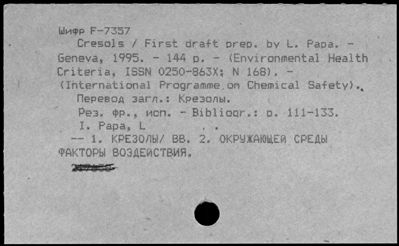 Шифр F-7357
Cresols / First draft prep. by L. Papa. -
Geneva, 1995. - 144 p. - (Environmental Health
Criteria, ISSN 0250-863X; N 168). -
(International Programme on Chemical Safety).
Перевод загл.: Крезолы.
Рез. фр., исп. - Bibliogr.: p. 111-133.
I. Papa, L
-- 1. КРЕЗОЛЫ/ ВВ. 2. ОКРУЖАЮЩЕЙ СРЕДЫ
ФАКТОРЫ ВОЗДЕЙСТВИЯ.